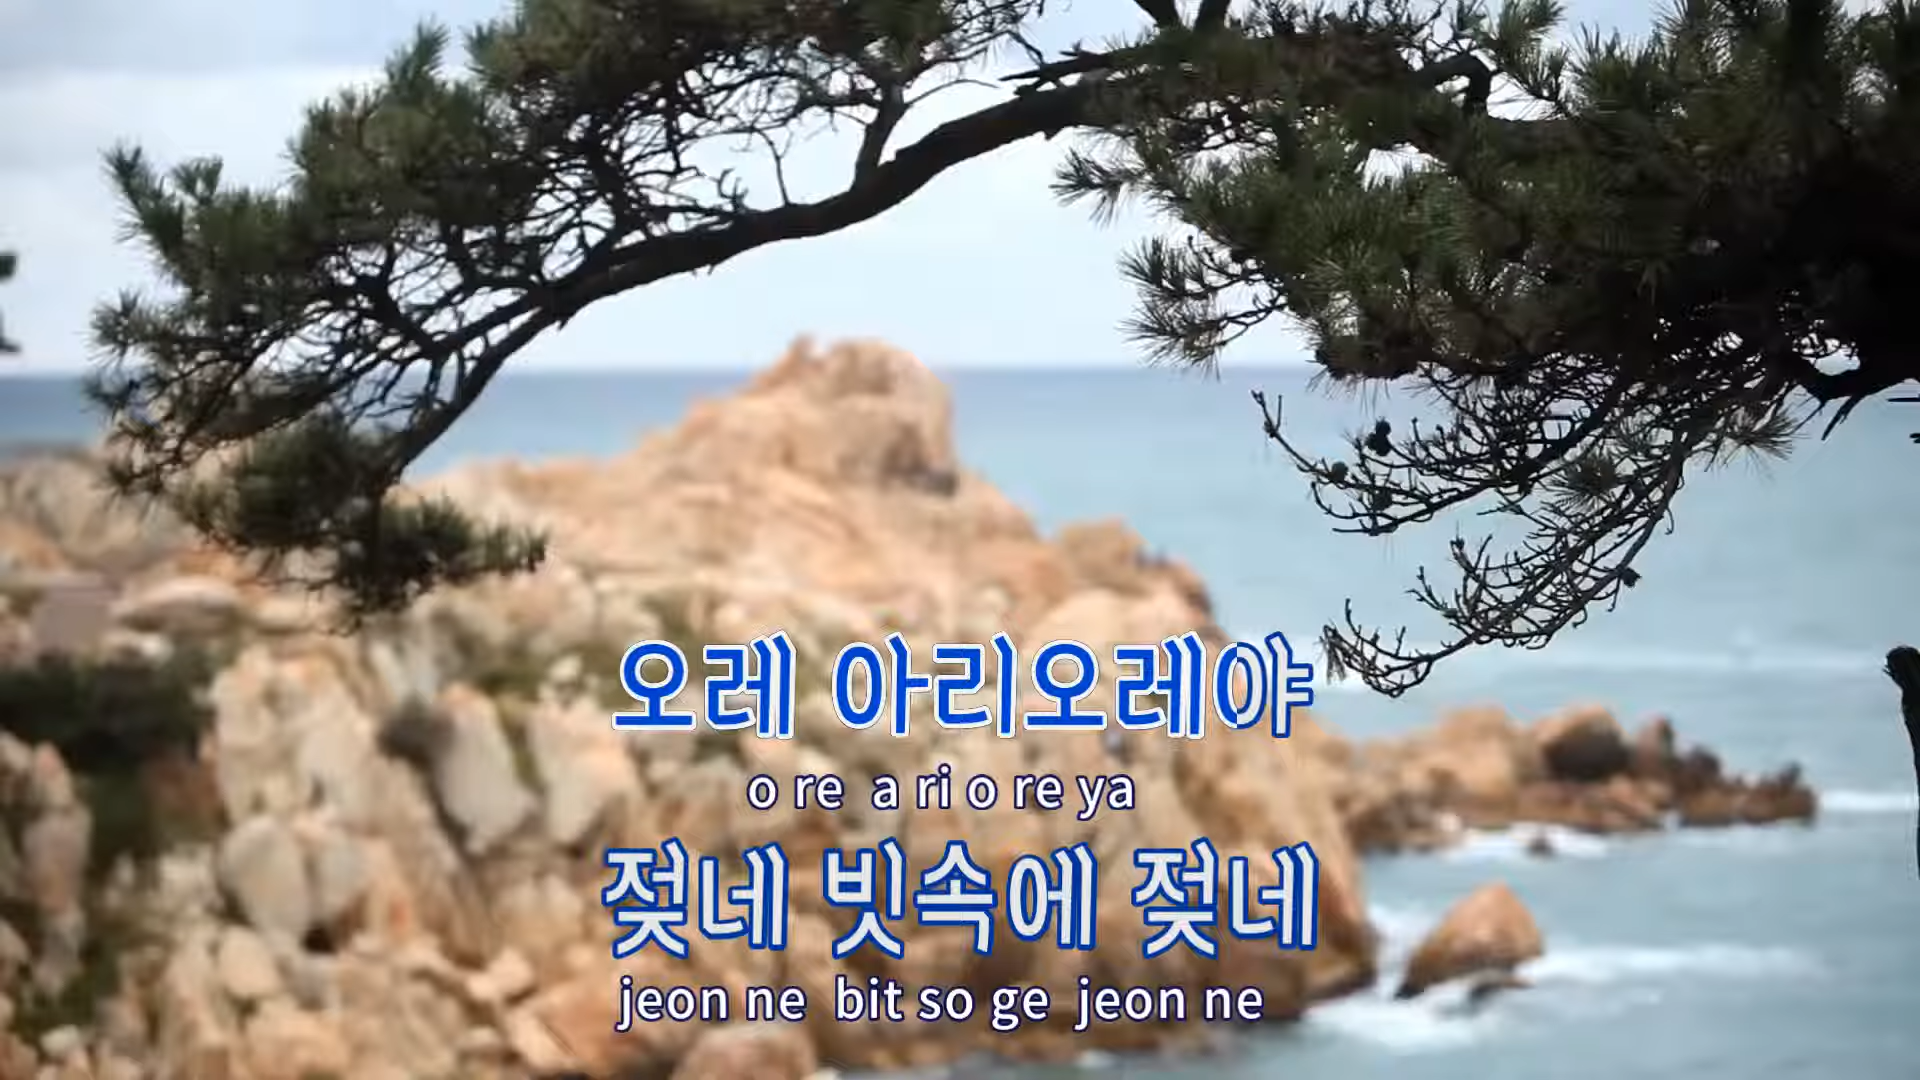 오레 아리오레야
o re a ri o re ya
젖네 빗속에 젖네
jeon ne bit so ge jeon ne